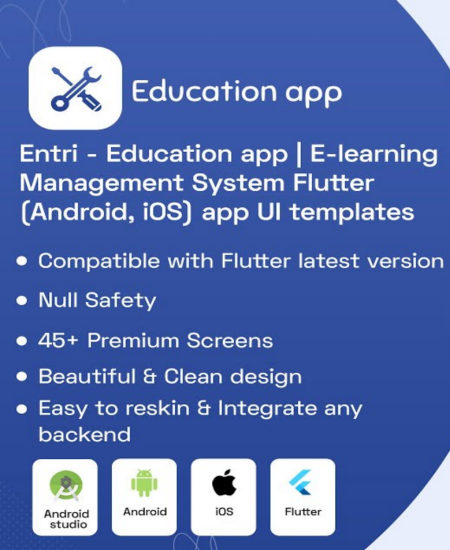 Education app
Entri - Education app | E-learning
Management System Flutter
(Android, iOS) app UI templates
• Compatible with Flutter latest version
• Null Safety
• 45+ Premium Screens
• Beautiful & Clean design
• Easy to reskin & Integrate any
backend
Android
studio
Android
iOS
Flutter